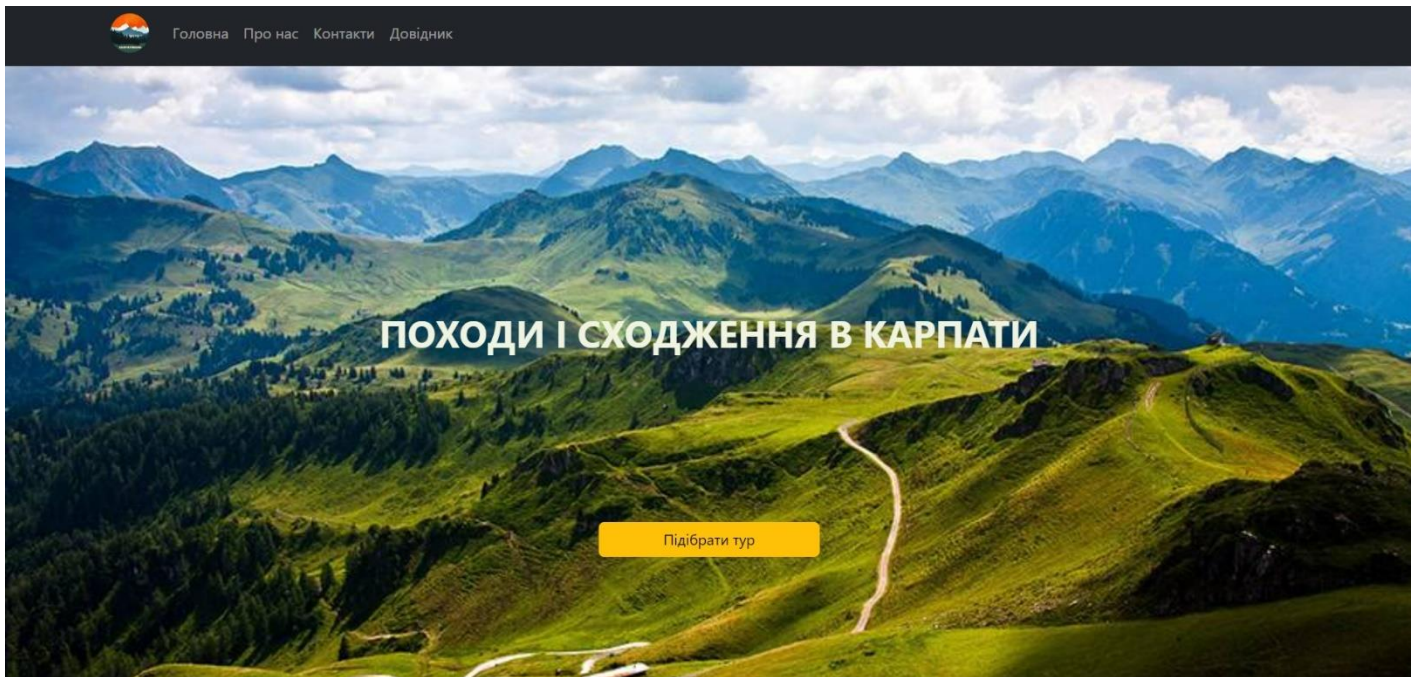 Головна Про нас Контакти Довідник
ПОХОДИ І СХОДЖЕННЯ В КАРПАТИ
Підібрати тур